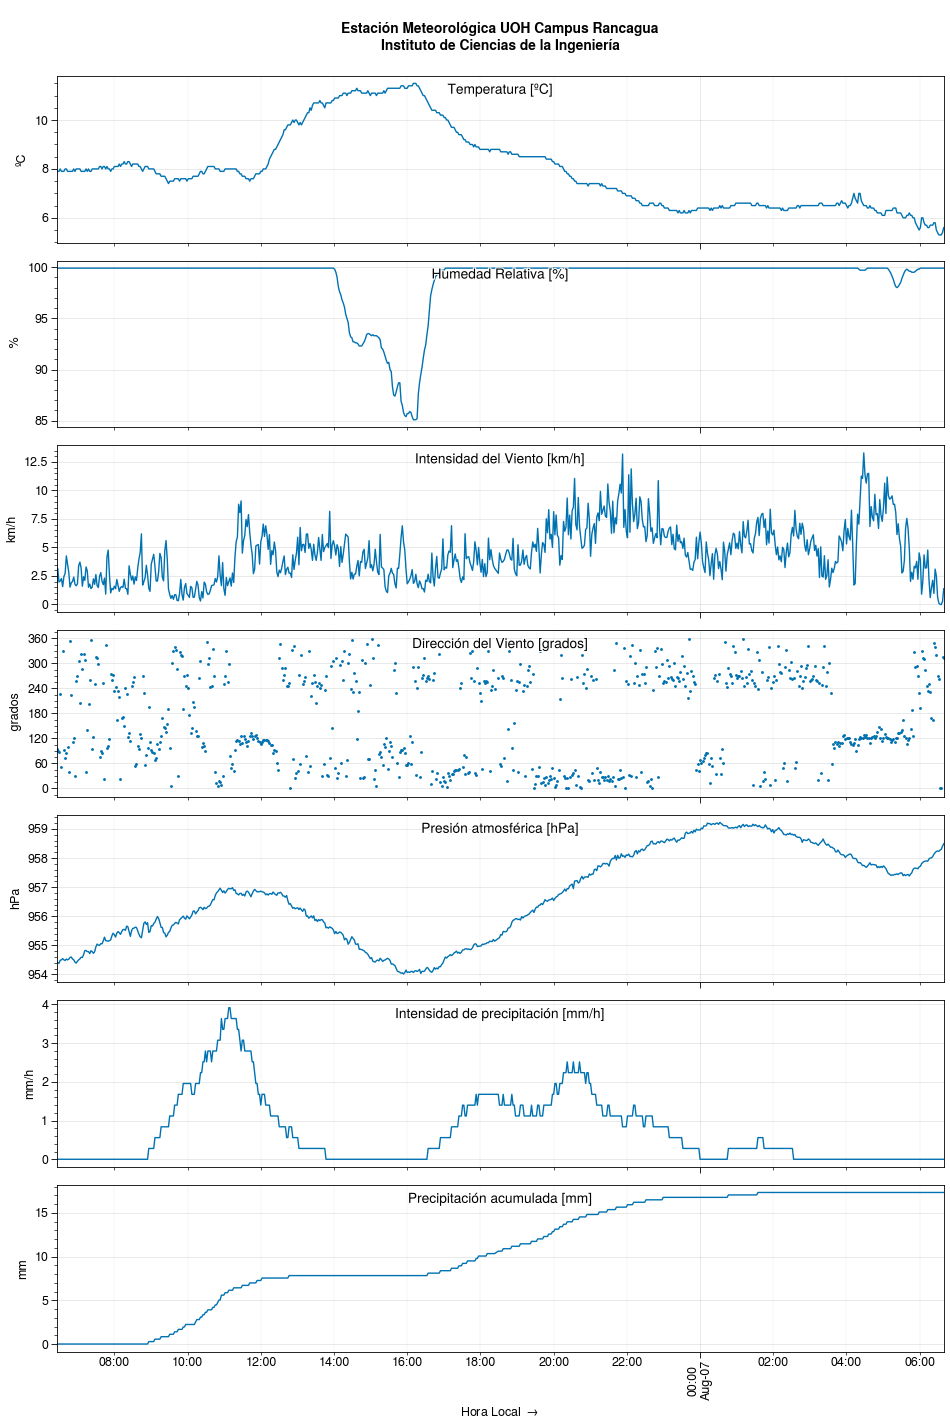 Estación Meteorológica UOH Campus Rancagua
Instituto de Ciencias de la Ingeniería
Temperatura [ºC]
ºC
10
8
6
Humedad Relativa [%]
%
100
95
90
85
Intensidad del Viento [km/h]
km/h
12.5
10
7.5
5
2.5
0
Dirección del Viento [grados]
grados
360
300
240
180
120
60
0
Presión atmosférica [hPa]
hPa
959
958
957
956
955
954
Intensidad de precipitación [mm/h]
mm/h
4
3
2
1
0
Precipitación acumulada [mm]
mm
15
10
5
0
08:00 10:00 12:00 14:00 16:00 18:00 20:00 22:00 00:00 02:00 04:00 06:00
Aug-07
Hora Local →